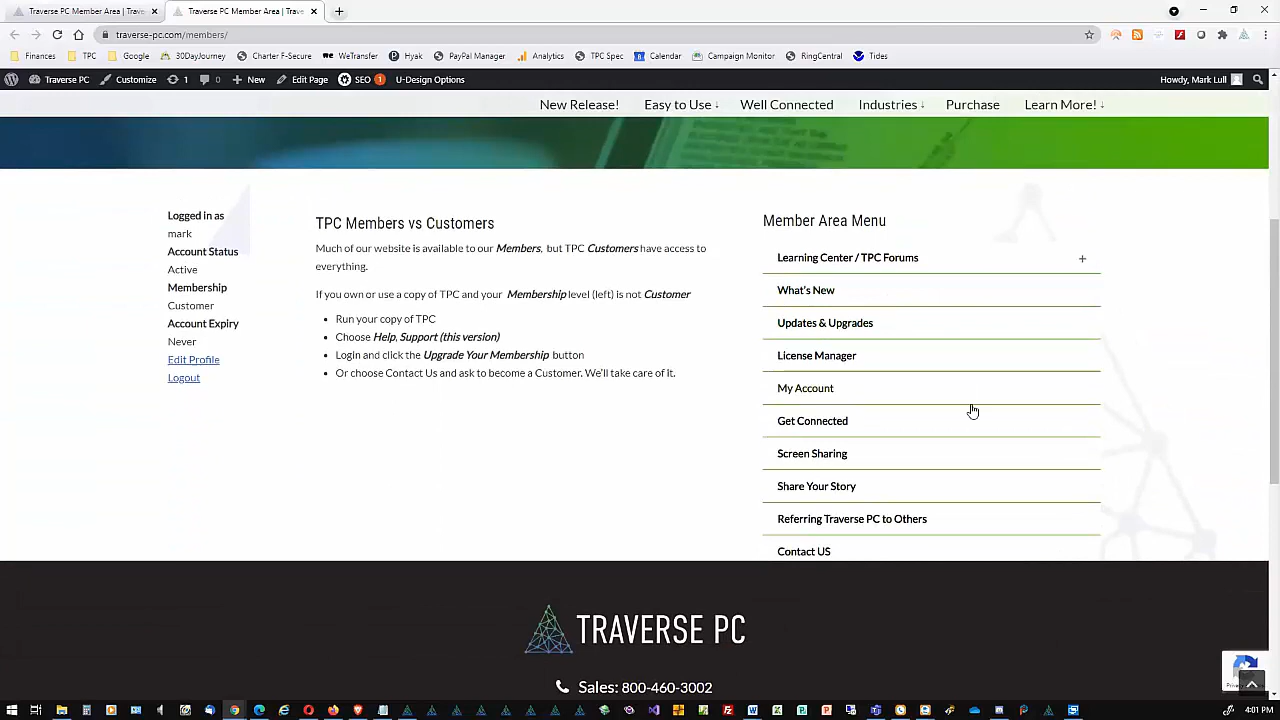 Traverse PC Member Area | Trave
Traverse PC Member Area | Trave
traverse-pc.com/members/
Finances
TPC
Google
30DayJourney
Charter F-Secure
WeTransfer
Hyak
PayPal Manager
Analytics
TPC Spec
Calendar
Campaign Monitor
RingCentral
Tides
Traverse PC
Customize
1
0
New
Edit Page
SEO 1
U-Design Options
Howdy, Mark Lull
New Release!
Easy to Use ↓
Well Connected
Industries ↓
Purchase
Learn More! ↓
Logged in as
mark
Account Status
Active
Membership
Customer
Account Expiry
Never
Edit Profile
Logout
TPC Members vs Customers
Much of our website is available to our Members, but TPC Customers have access to
everything.
If you own or use a copy of TPC and your Membership level (left) is not Customer
• Run your copy of TPC
• Choose Help, Support (this version)
• Login and click the Upgrade Your Membership button
• Or choose Contact Us and ask to become a Customer. We'll take care of it.
Member Area Menu
Learning Center / TPC Forums +
What's New
Updates & Upgrades
License Manager
My Account
Get Connected
Screen Sharing
Share Your Story
Referring Traverse PC to Others
Contact US
TRAVERSE PC
Sales: 800-460-3002
4:01 PM